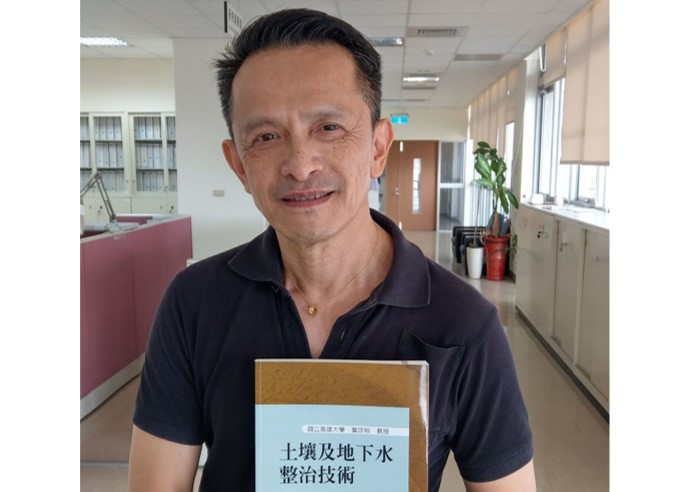 國立高雄大學 葉琮裕 教授
土壤及地下水
整治技術